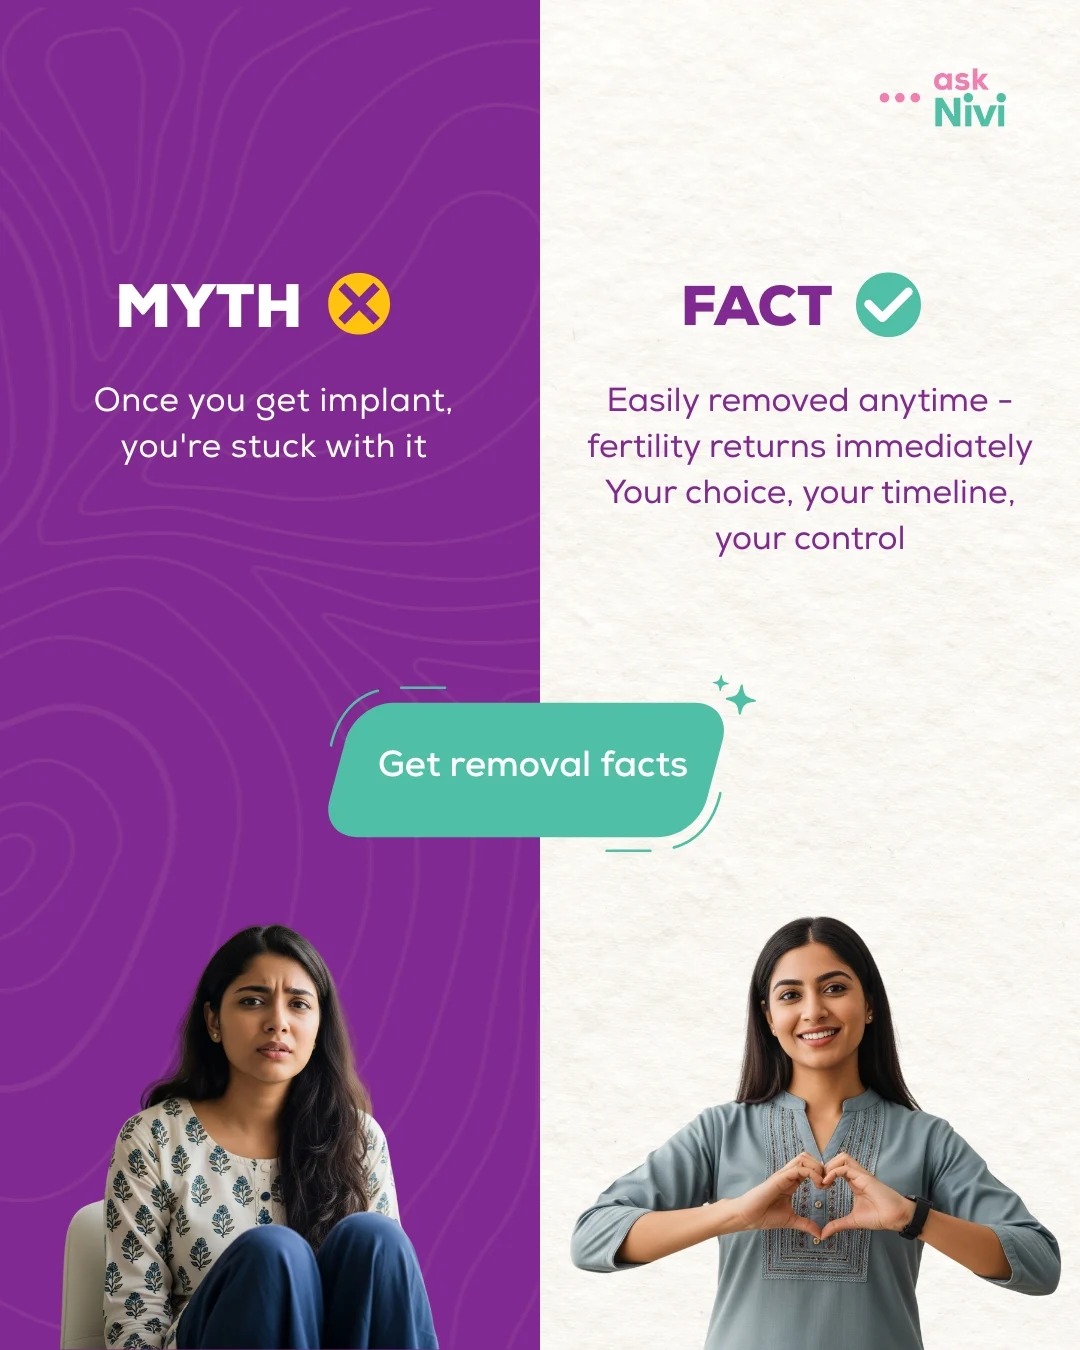 ask
Nivi
MYTH
Once you get implant,
you're stuck with it
FACT
Easily removed anytime -
fertility returns immediately
Your choice, your timeline,
your control
Get removal facts